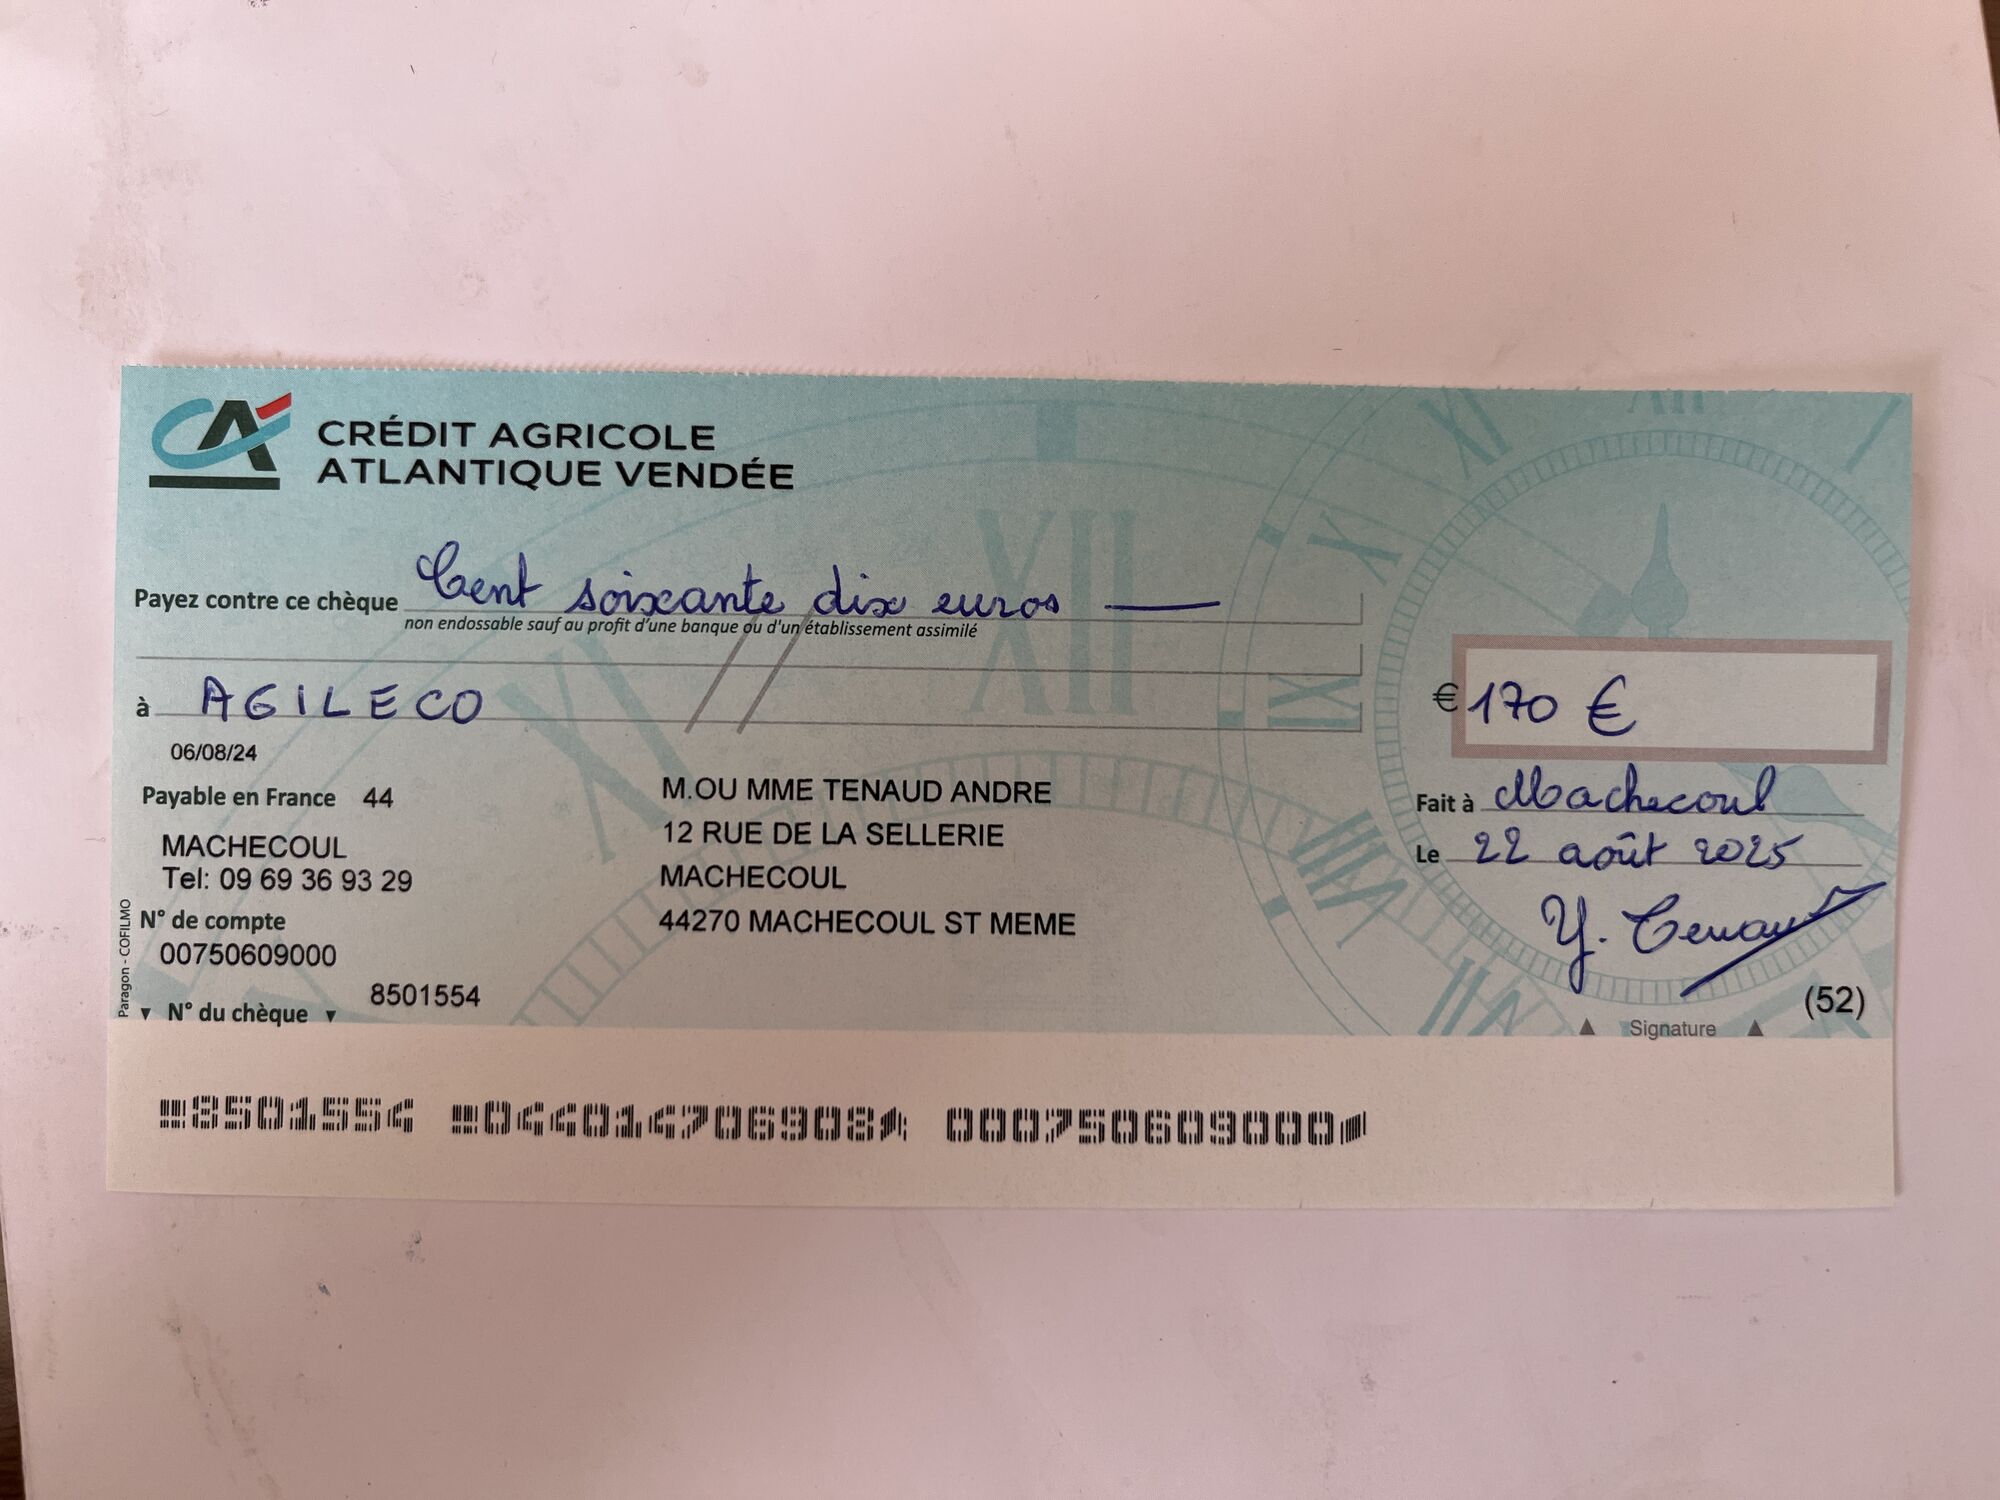 CA
CRÉDIT AGRICOLE
ATLANTIQUE VENDÉE
Payez contre ce chèque Cent soixante dix euros —
non endossable sauf au profit d'une banque ou d'un établissement assimilé
à AGILECO
€ 170 €
06/08/24
Payable en France 44
MACHECOUL
Tel: 09 69 36 93 29
N° de compte
00750609000
8501554
▼ N° du chèque ▼
Paragon - COFILMO
M.OU MME TENAUD ANDRE
12 RUE DE LA SELLERIE
MACHECOUL
44270 MACHECOUL ST MEME
Fait à Machecoul
Le 22 août 2025
Y. Tenaud
(52)
▲ Signature ▲
8501554 044014706908 000750609000